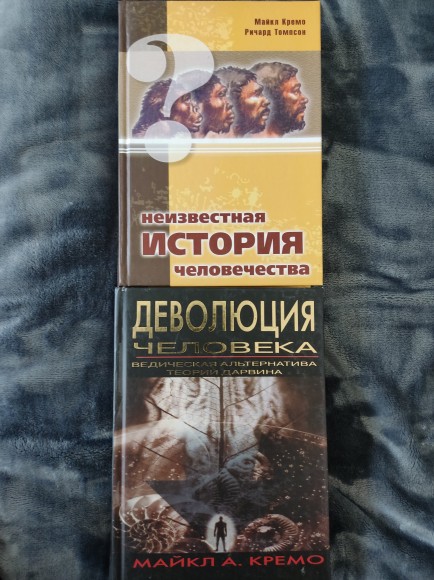 Майкл Кремо
Ричард Томпсон
?
неизвестная
ИСТОРИЯ
человечества
ДЕВОЛЮЦИЯ
ЧЕЛОВЕКА
ВЕДИЧЕСКАЯ АЛЬТЕРНАТИВА
ТЕОРИИ ДАРВИНА
МАЙКЛ А. КРЕМО